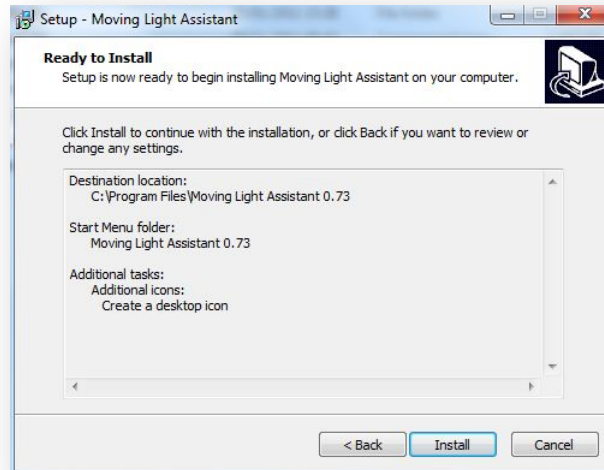 Setup - Moving Light Assistant
Ready to Install
Setup is now ready to begin installing Moving Light Assistant on your computer.
Click Install to continue with the installation, or click Back if you want to review or
change any settings.
Destination location:
C:\Program Files\Moving Light Assistant 0.73
Start Menu folder:
Moving Light Assistant 0.73
Additional tasks:
Additional icons:
Create a desktop icon
< Back
Install
Cancel